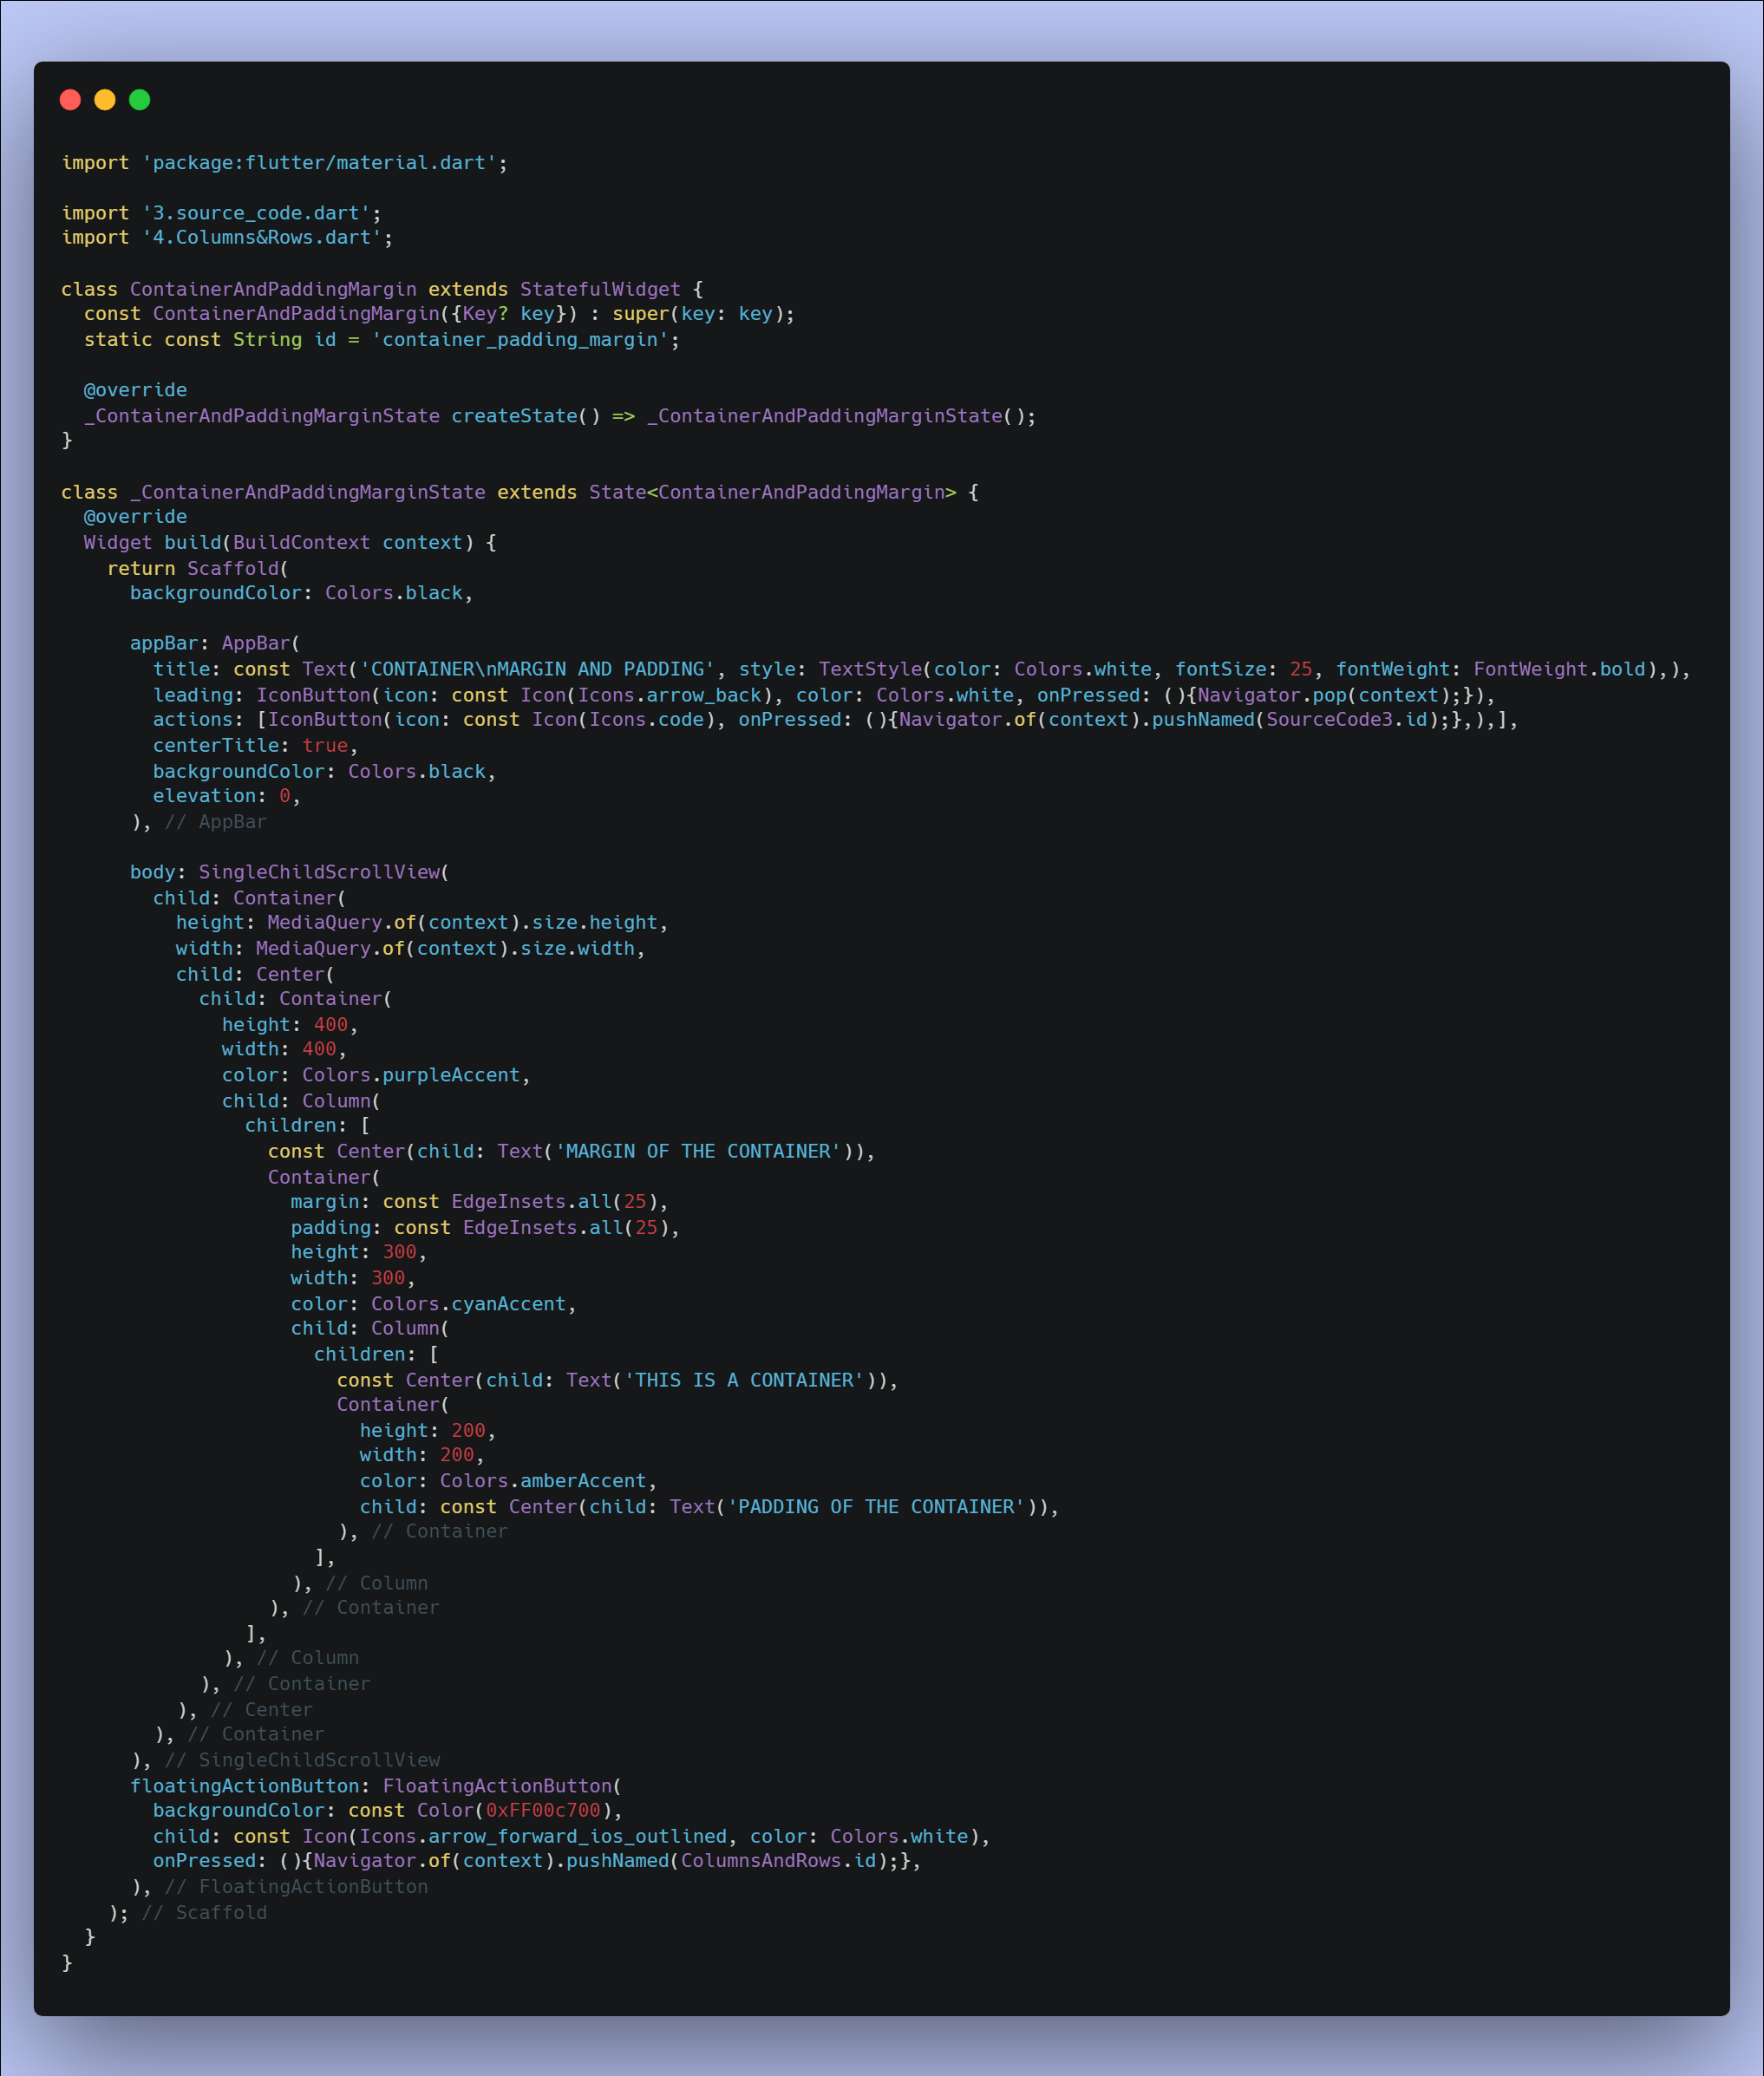 import 'package:flutter/material.dart';

import '3.source_code.dart';
import '4.Columns&Rows.dart';

class ContainerAndPaddingMargin extends StatefulWidget {
  const ContainerAndPaddingMargin({Key? key}) : super(key: key);
  static const String id = 'container_padding_margin';

  @override
  _ContainerAndPaddingMarginState createState() => _ContainerAndPaddingMarginState();
}

class _ContainerAndPaddingMarginState extends State<ContainerAndPaddingMargin> {
  @override
  Widget build(BuildContext context) {
    return Scaffold(
      backgroundColor: Colors.black,

      appBar: AppBar(
        title: const Text('CONTAINER\nMARGIN AND PADDING', style: TextStyle(color: Colors.white, fontSize: 25, fontWeight: FontWeight.bold),),
        leading: IconButton(icon: const Icon(Icons.arrow_back), color: Colors.white, onPressed: (){Navigator.pop(context);}),
        actions: [IconButton(icon: const Icon(Icons.code), onPressed: (){Navigator.of(context).pushNamed(SourceCode3.id);},),],
        centerTitle: true,
        backgroundColor: Colors.black,
        elevation: 0,
      ), // AppBar

      body: SingleChildScrollView(
        child: Container(
          height: MediaQuery.of(context).size.height,
          width: MediaQuery.of(context).size.width,
          child: Center(
            child: Container(
              height: 400,
              width: 400,
              color: Colors.purpleAccent,
              child: Column(
                children: [
                  const Center(child: Text('MARGIN OF THE CONTAINER')),
                  Container(
                    margin: const EdgeInsets.all(25),
                    padding: const EdgeInsets.all(25),
                    height: 300,
                    width: 300,
                    color: Colors.cyanAccent,
                    child: Column(
                      children: [
                        const Center(child: Text('THIS IS A CONTAINER')),
                        Container(
                          height: 200,
                          width: 200,
                          color: Colors.amberAccent,
                          child: const Center(child: Text('PADDING OF THE CONTAINER')),
                        ), // Container
                      ],
                    ), // Column
                  ), // Container
                ],
              ), // Column
            ), // Container
          ), // Center
        ), // Container
      ), // SingleChildScrollView
      floatingActionButton: FloatingActionButton(
        backgroundColor: const Color(0xFF00c700),
        child: const Icon(Icons.arrow_forward_ios_outlined, color: Colors.white),
        onPressed: (){Navigator.of(context).pushNamed(ColumnsAndRows.id);},
      ), // FloatingActionButton
    ); // Scaffold
  }
}